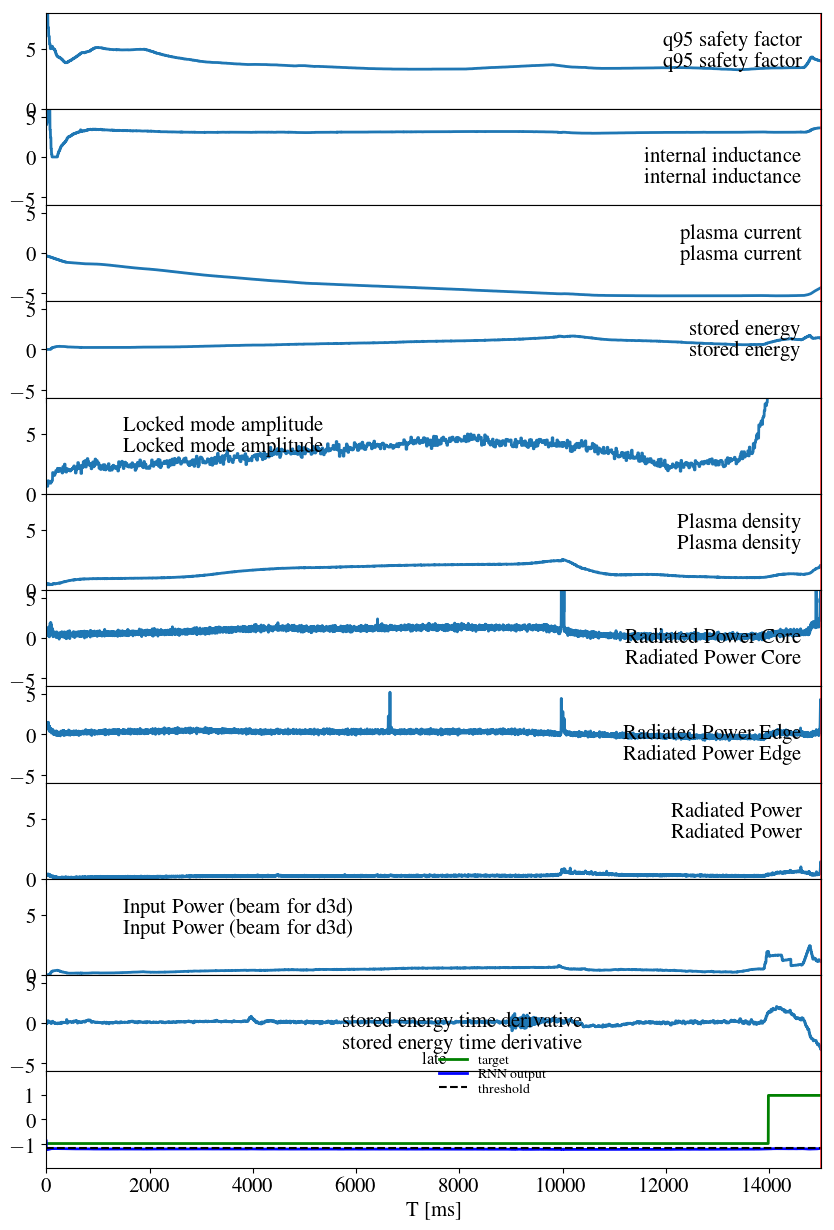 5
q95 safety factor
q95 safety factor
0
5
0
internal inductance
internal inductance
−5
5
plasma current
0
plasma current
−5
5
stored energy
0
stored energy
−5
Locked mode amplitude
5
Locked mode amplitude
0
5
Plasma density
Plasma density
0
5
0
Radiated Power Core
Radiated Power Core
−5
5
0
Radiated Power Edge
Radiated Power Edge
−5
5
Radiated Power
Radiated Power
0
Input Power (beam for d3d)
5
Input Power (beam for d3d)
0
5
0
stored energy time derivative
stored energy time derivative
late
target
−5
RNN output
threshold
1
0
−1
0 2000 4000 6000 8000 10000 12000 14000
T [ms]